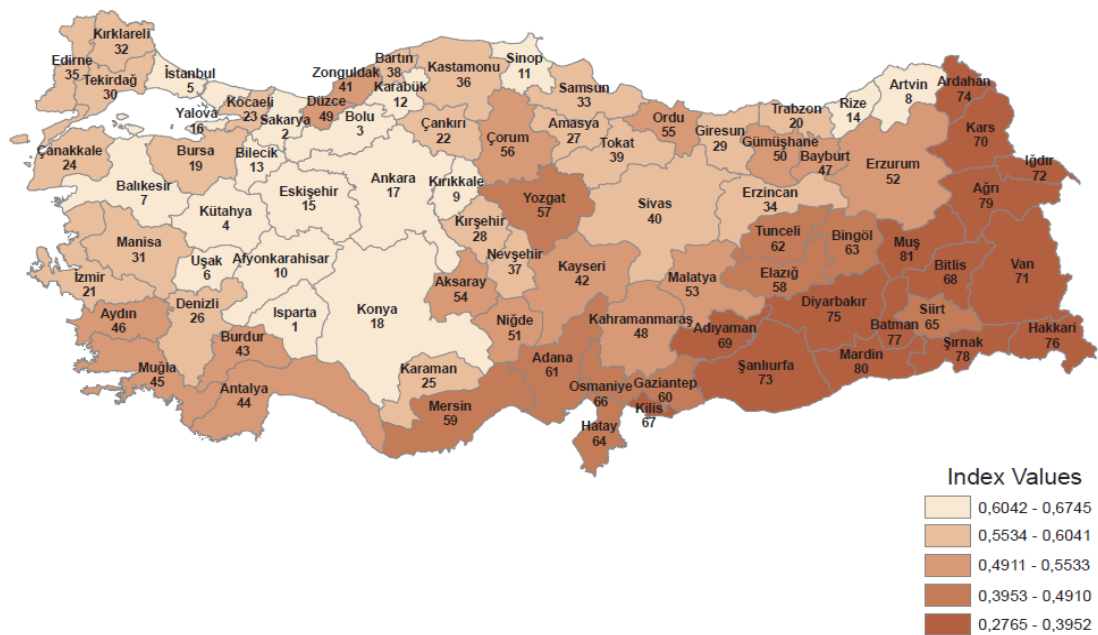 Kırklareli
32
Edirne
35
Tekirdağ
30
İstanbul
5
Yalova
16
Köcaeli
23
Sakarya
2
Düzce
49
Zonguldak
41
Bartın
38
Karabük
12
Kastamonu
36
Sinop
11
Samsun
33
Bolu
3
Çankırı
22
Çorum
56
Amasya
27
Tokat
39
Ordu
55
Giresun
29
Trabzon
20
Gümüşhane
50
Bayburt
47
Rize
14
Artvin
8
Ardahan
74
Kars
70
Iğdır
72
Ağrı
79
Erzurum
52
Erzincan
34
Çanakkale
24
Balıkesir
7
Bursa
19
Bilecik
13
Eskişehir
15
Ankara
17
Kırıkkale
9
Yozgat
57
Sivas
40
Kütahya
4
Manisa
31
İzmir
21
Uşak
6
Afyonkarahisar
10
Kırşehir
28
Nevşehir
37
Kayseri
42
Aksaray
54
Niğde
51
Konya
18
Isparta
1
Denizli
26
Aydın
46
Muğla
45
Burdur
43
Antalya
44
Karaman
25
Mersin
59
Adana
61
Osmaniye
66
Hatay
64
Kilis
67
Gaziantep
60
Kahramanmaraş
48
Malatya
53
Adıyaman
69
Şanlıurfa
73
Elazığ
58
Tunceli
62
Bingöl
63
Muş
81
Bitlis
68
Van
71
Diyarbakır
75
Batman
77
Siirt
65
Mardin
80
Şırnak
78
Hakkari
76
Index Values
0,6042 - 0,6745
0,5534 - 0,6041
0,4911 - 0,5533
0,3953 - 0,4910
0,2765 - 0,3952